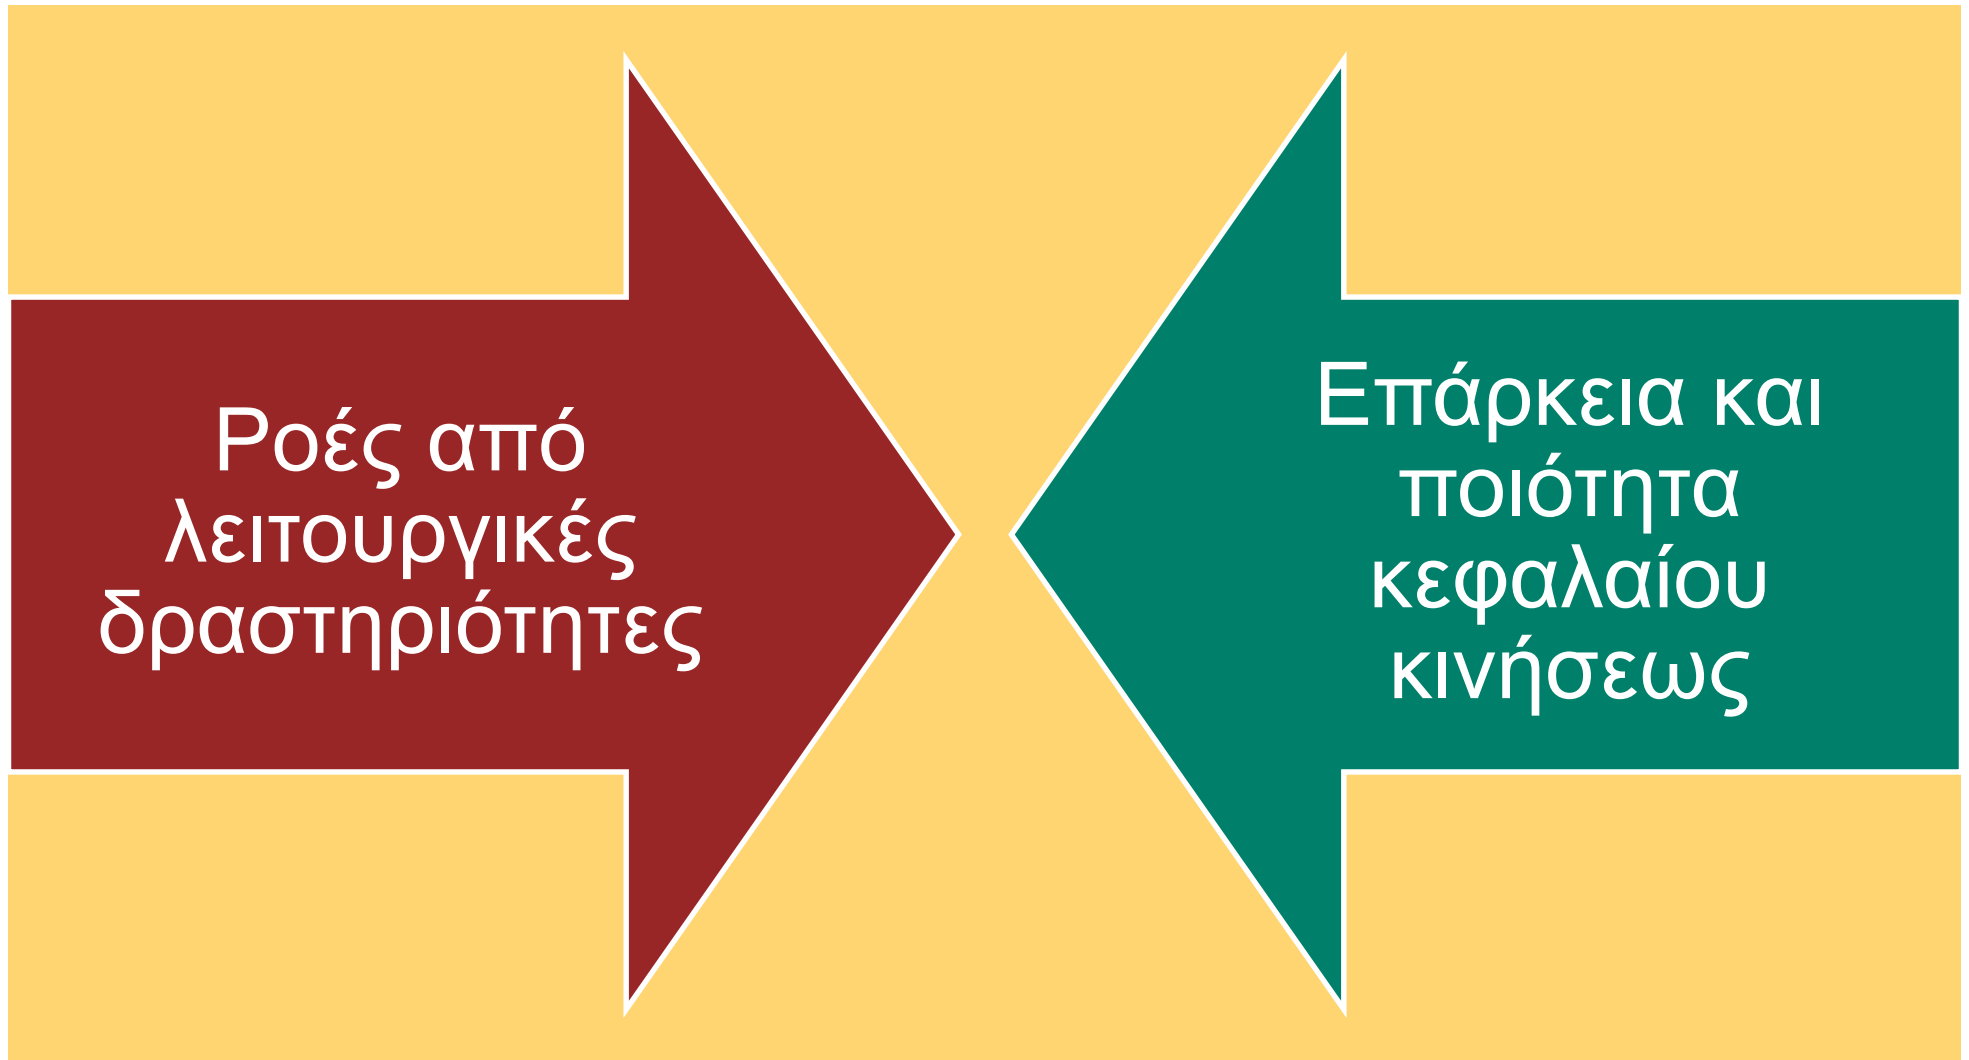 Ροές από
λειτουργικές
δραστηριότητες
Επάρκεια και
ποιότητα
κεφαλαίου
κινήσεως